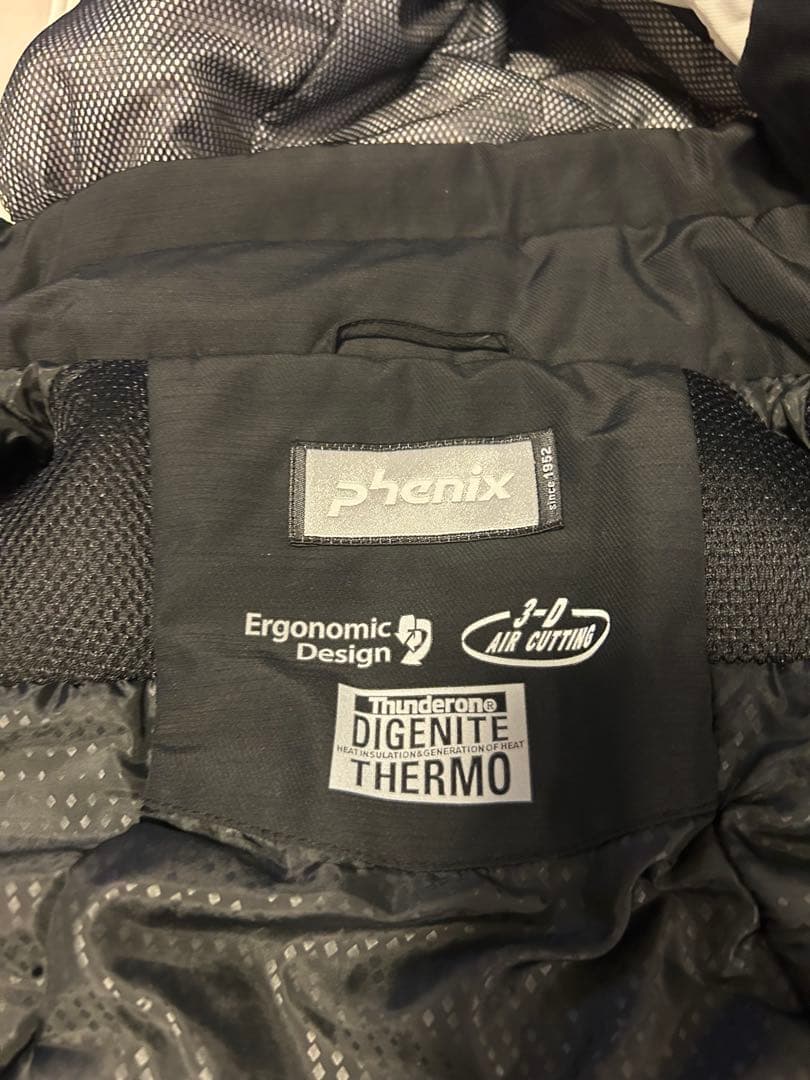 phenix
since 1952
Ergonomic
Design
3-D
AIR CUTTING
Thunderon®
DIGENITE
HEAT INSULATION&GENERATION OF HEAT
THERMO